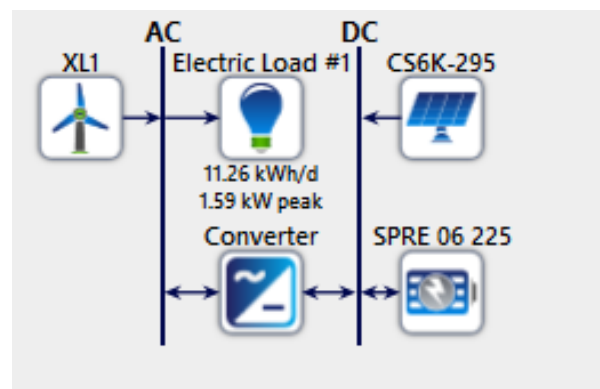 AC DC
XL1 Electric Load #1 CS6K-295
11.26 kWh/d
1.59 kW peak
Converter SPRE 06 225